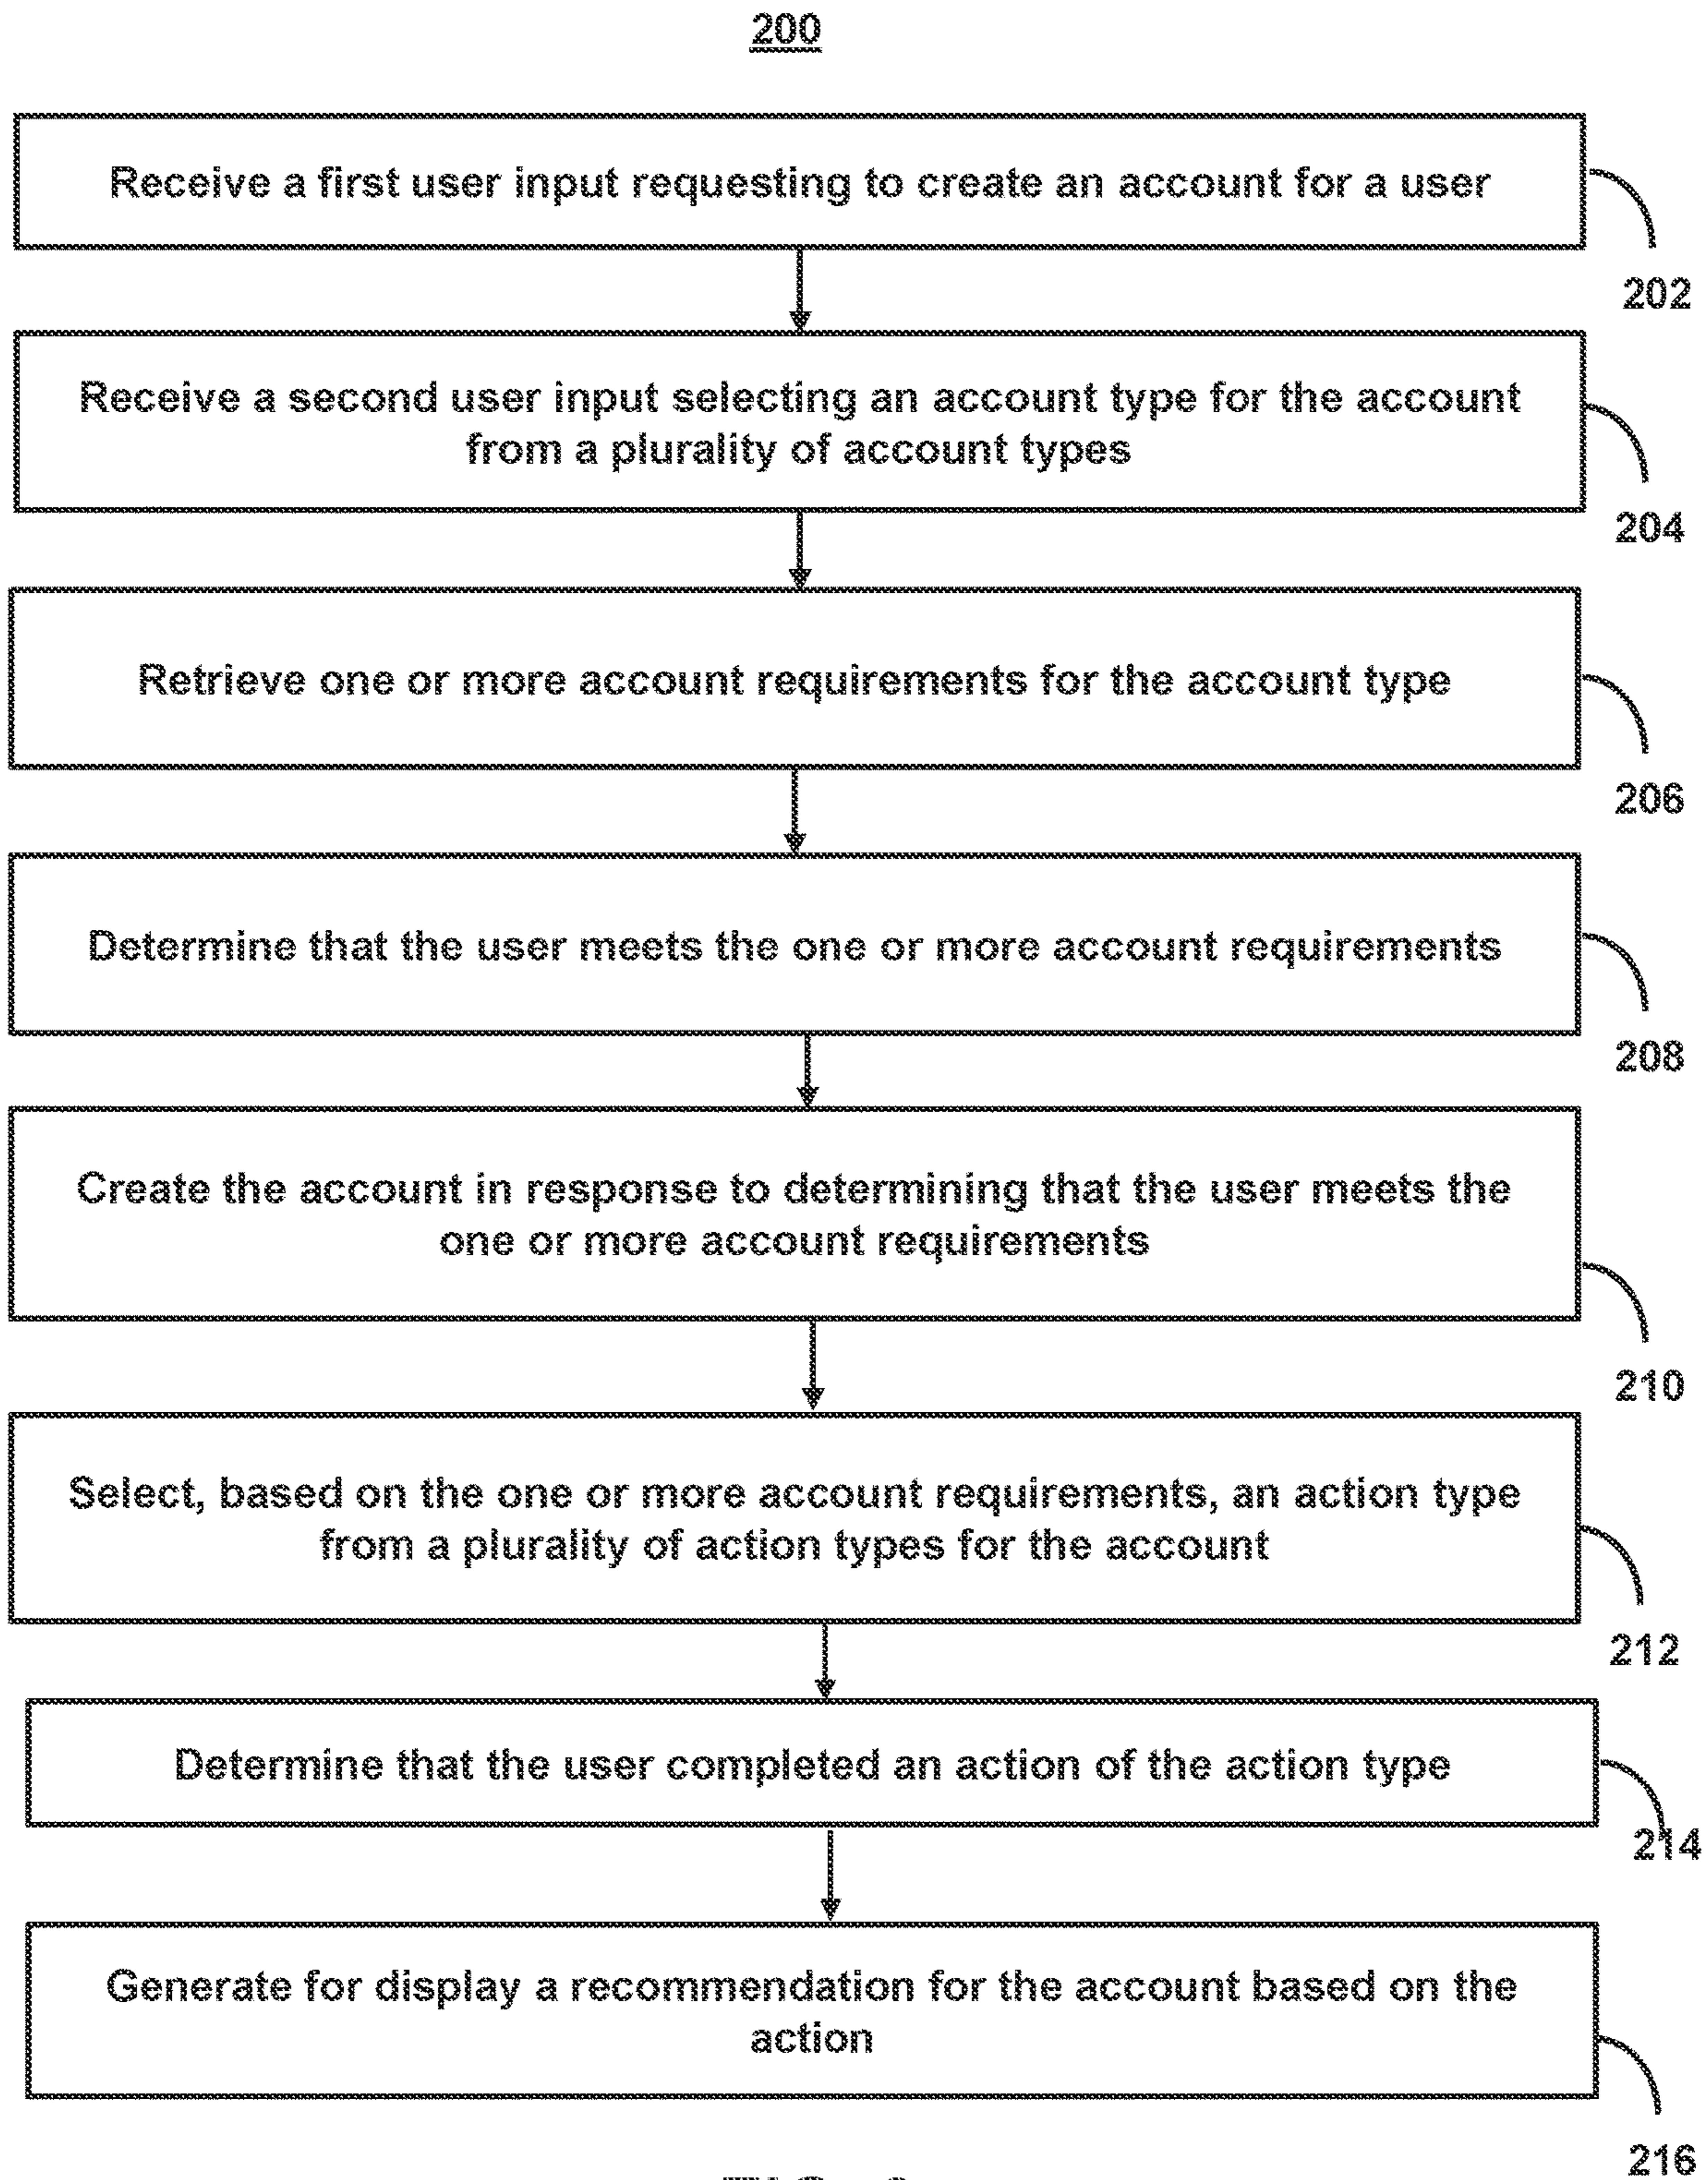 200
Receive a first user input requesting to create an account for a user
202
Receive a second user input selecting an account type for the account
from a plurality of account types
204
Retrieve one or more account requirements for the account type
206
Determine that the user meets the one or more account requirements
208
Create the account in response to determining that the user meets the
one or more account requirements
210
Select, based on the one or more account requirements, an action type
from a plurality of action types for the account
212
Determine that the user completed an action of the action type
214
Generate for display a recommendation for the account based on the
action
216